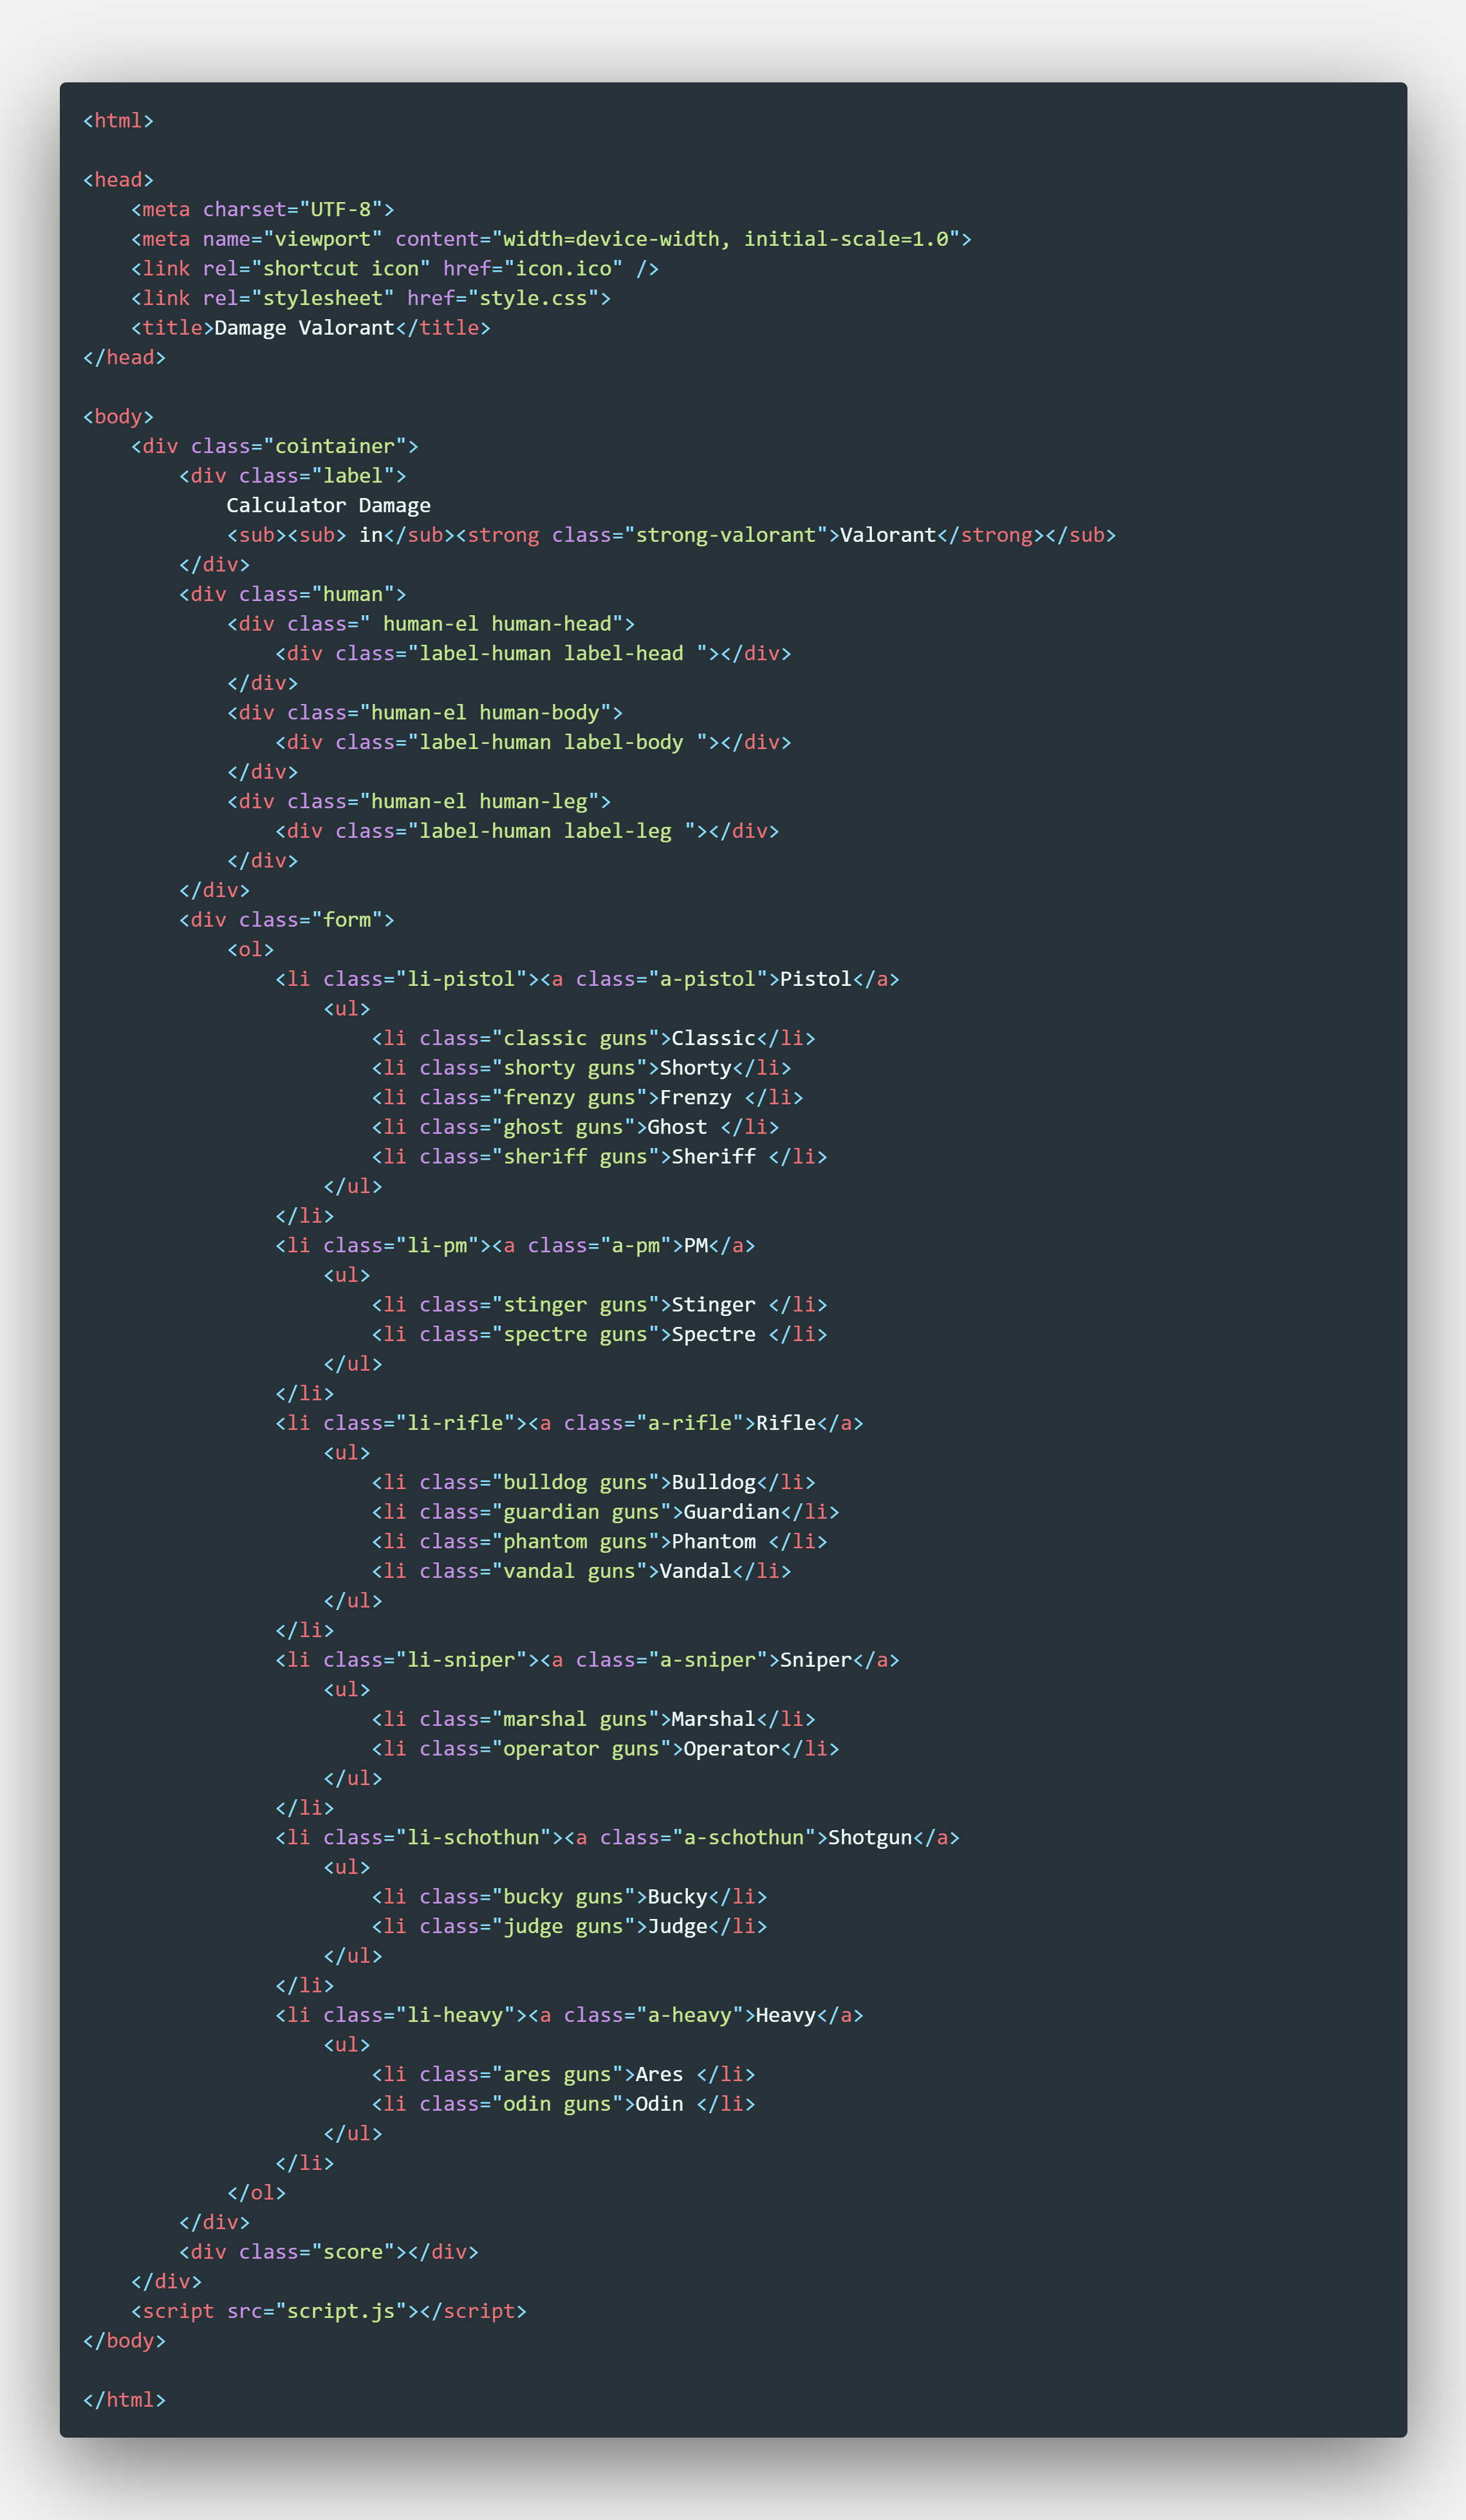 <html>

<head>
    <meta charset="UTF-8">
    <meta name="viewport" content="width=device-width, initial-scale=1.0">
    <link rel="shortcut icon" href="icon.ico" />
    <link rel="stylesheet" href="style.css">
    <title>Damage Valorant</title>
</head>

<body>
    <div class="cointainer">
        <div class="label">
            Calculator Damage
            <sub><sub> in</sub><strong class="strong-valorant">Valorant</strong></sub>
        </div>
        <div class="human">
            <div class=" human-el human-head">
                <div class="label-human label-head "></div>
            </div>
            <div class="human-el human-body">
                <div class="label-human label-body "></div>
            </div>
            <div class="human-el human-leg">
                <div class="label-human label-leg "></div>
            </div>
        </div>
        <div class="form">
            <ol>
                <li class="li-pistol"><a class="a-pistol">Pistol</a>
                    <ul>
                        <li class="classic guns">Classic</li>
                        <li class="shorty guns">Shorty</li>
                        <li class="frenzy guns">Frenzy </li>
                        <li class="ghost guns">Ghost </li>
                        <li class="sheriff guns">Sheriff </li>
                    </ul>
                </li>
                <li class="li-pm"><a class="a-pm">PM</a>
                    <ul>
                        <li class="stinger guns">Stinger </li>
                        <li class="spectre guns">Spectre </li>
                    </ul>
                </li>
                <li class="li-rifle"><a class="a-rifle">Rifle</a>
                    <ul>
                        <li class="bulldog guns">Bulldog</li>
                        <li class="guardian guns">Guardian</li>
                        <li class="phantom guns">Phantom </li>
                        <li class="vandal guns">Vandal</li>
                    </ul>
                </li>
                <li class="li-sniper"><a class="a-sniper">Sniper</a>
                    <ul>
                        <li class="marshal guns">Marshal</li>
                        <li class="operator guns">Operator</li>
                    </ul>
                </li>
                <li class="li-schothun"><a class="a-schothun">Shotgun</a>
                    <ul>
                        <li class="bucky guns">Bucky</li>
                        <li class="judge guns">Judge</li>
                    </ul>
                </li>
                <li class="li-heavy"><a class="a-heavy">Heavy</a>
                    <ul>
                        <li class="ares guns">Ares </li>
                        <li class="odin guns">Odin </li>
                    </ul>
                </li>
            </ol>
        </div>
        <div class="score"></div>
    </div>
    <script src="script.js"></script>
</body>

</html>